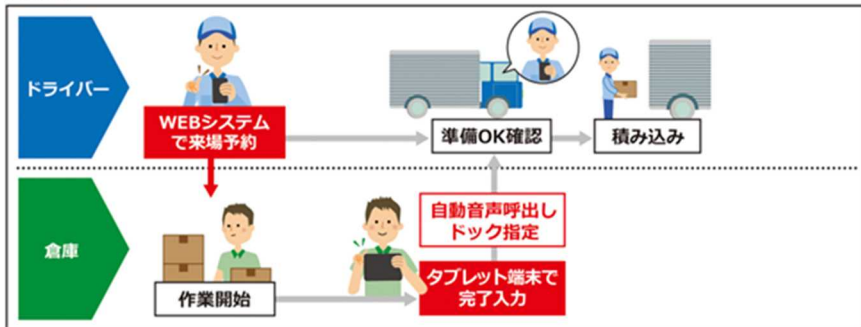 ドライバー
WEBシステム
で来場予約
準備OK確認
積み込み
倉庫
作業開始
自動音声呼出し
ドック指定
タブレット端末で
完了入力